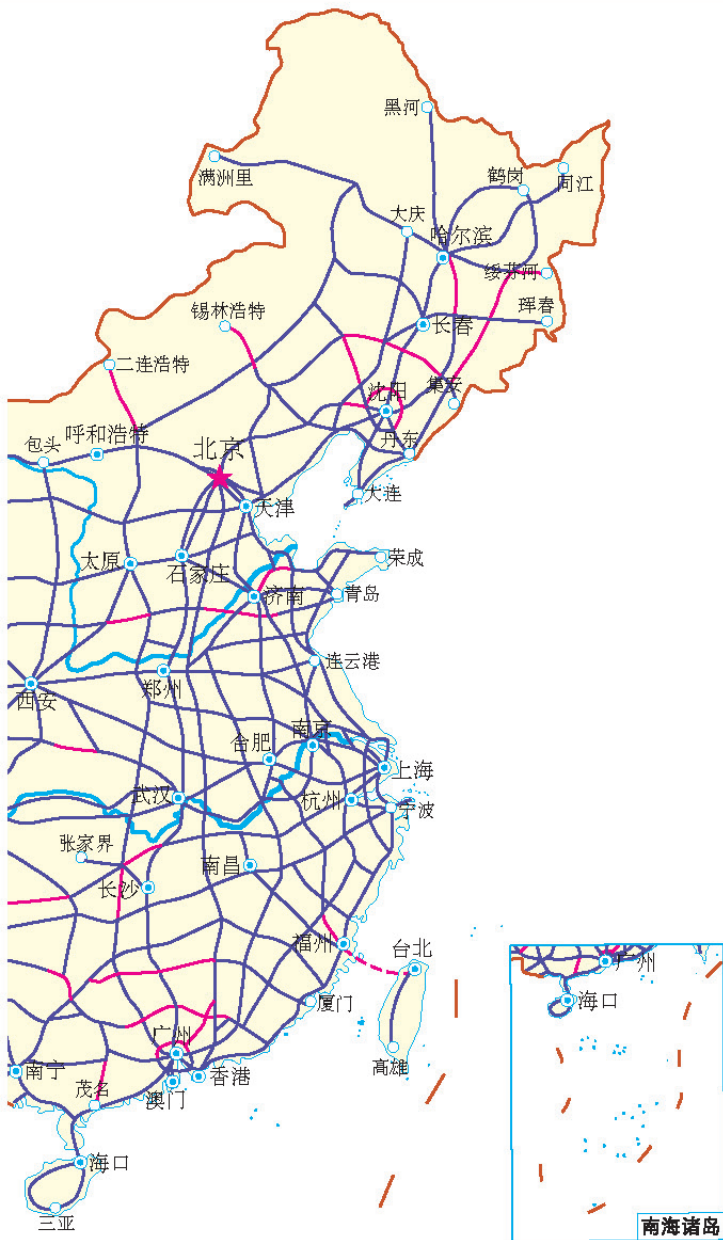 黑河
满洲里
鹤岗
同江
大庆
哈尔滨
绥芬河
锡林浩特
珲春
长春
二连浩特
集安
沈阳
呼和浩特
包头
北京
丹东
大连
天津
太原
石家庄
荣成
济南
青岛
连云港
西安
郑州
南京
合肥
上海
武汉
杭州
宁波
张家界
南昌
长沙
福州
台北
厦门
广州
高雄
南宁
香港
茂名
澳门
海口
三亚
广州
海口
南海诸岛